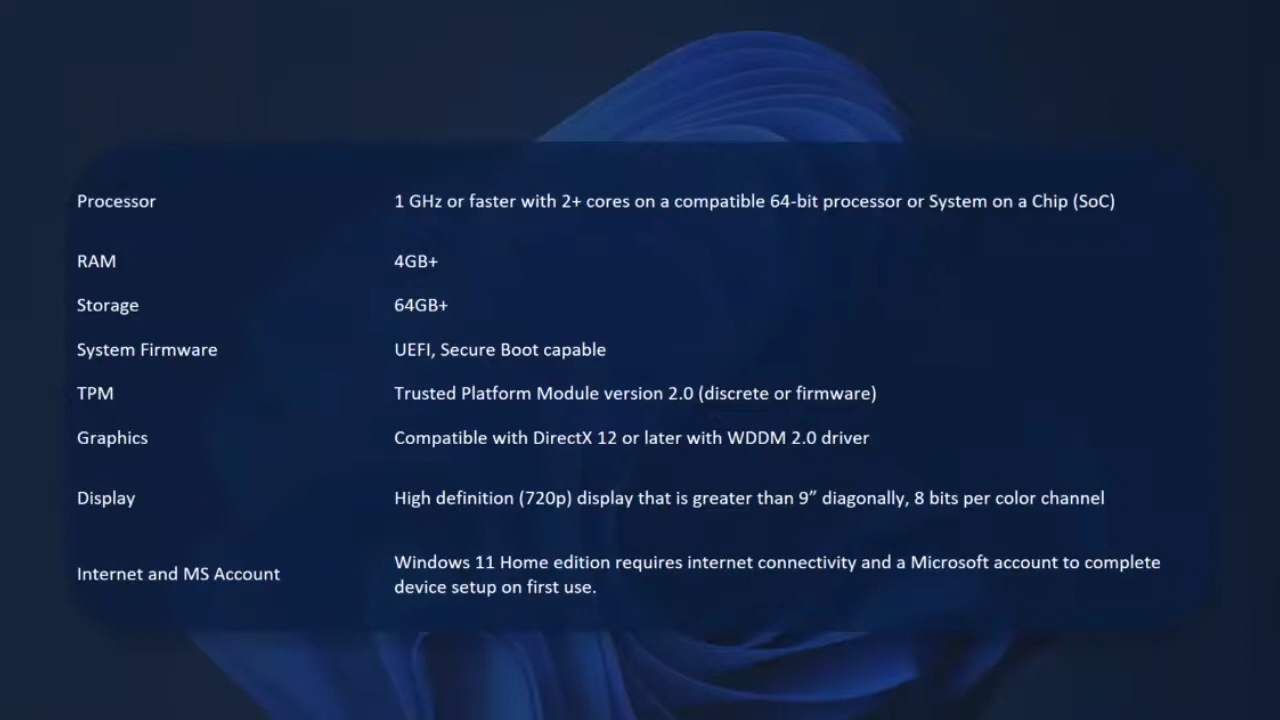 Processor 1 GHz or faster with 2+ cores on a compatible 64-bit processor or System on a Chip (SoC)
RAM 4GB+
Storage 64GB+
System Firmware UEFI, Secure Boot capable
TPM Trusted Platform Module version 2.0 (discrete or firmware)
Graphics Compatible with DirectX 12 or later with WDDM 2.0 driver
Display High definition (720p) display that is greater than 9” diagonally, 8 bits per color channel
Internet and MS Account Windows 11 Home edition requires internet connectivity and a Microsoft account to complete
device setup on first use.